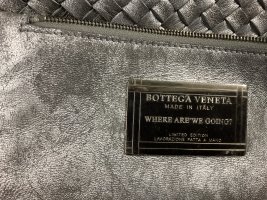 BOTTEGA VENETA
MADE IN ITALY
WHERE ARE WE GOING?
LIMITED EDITION
LAVORAZIONE FATTA A MANO